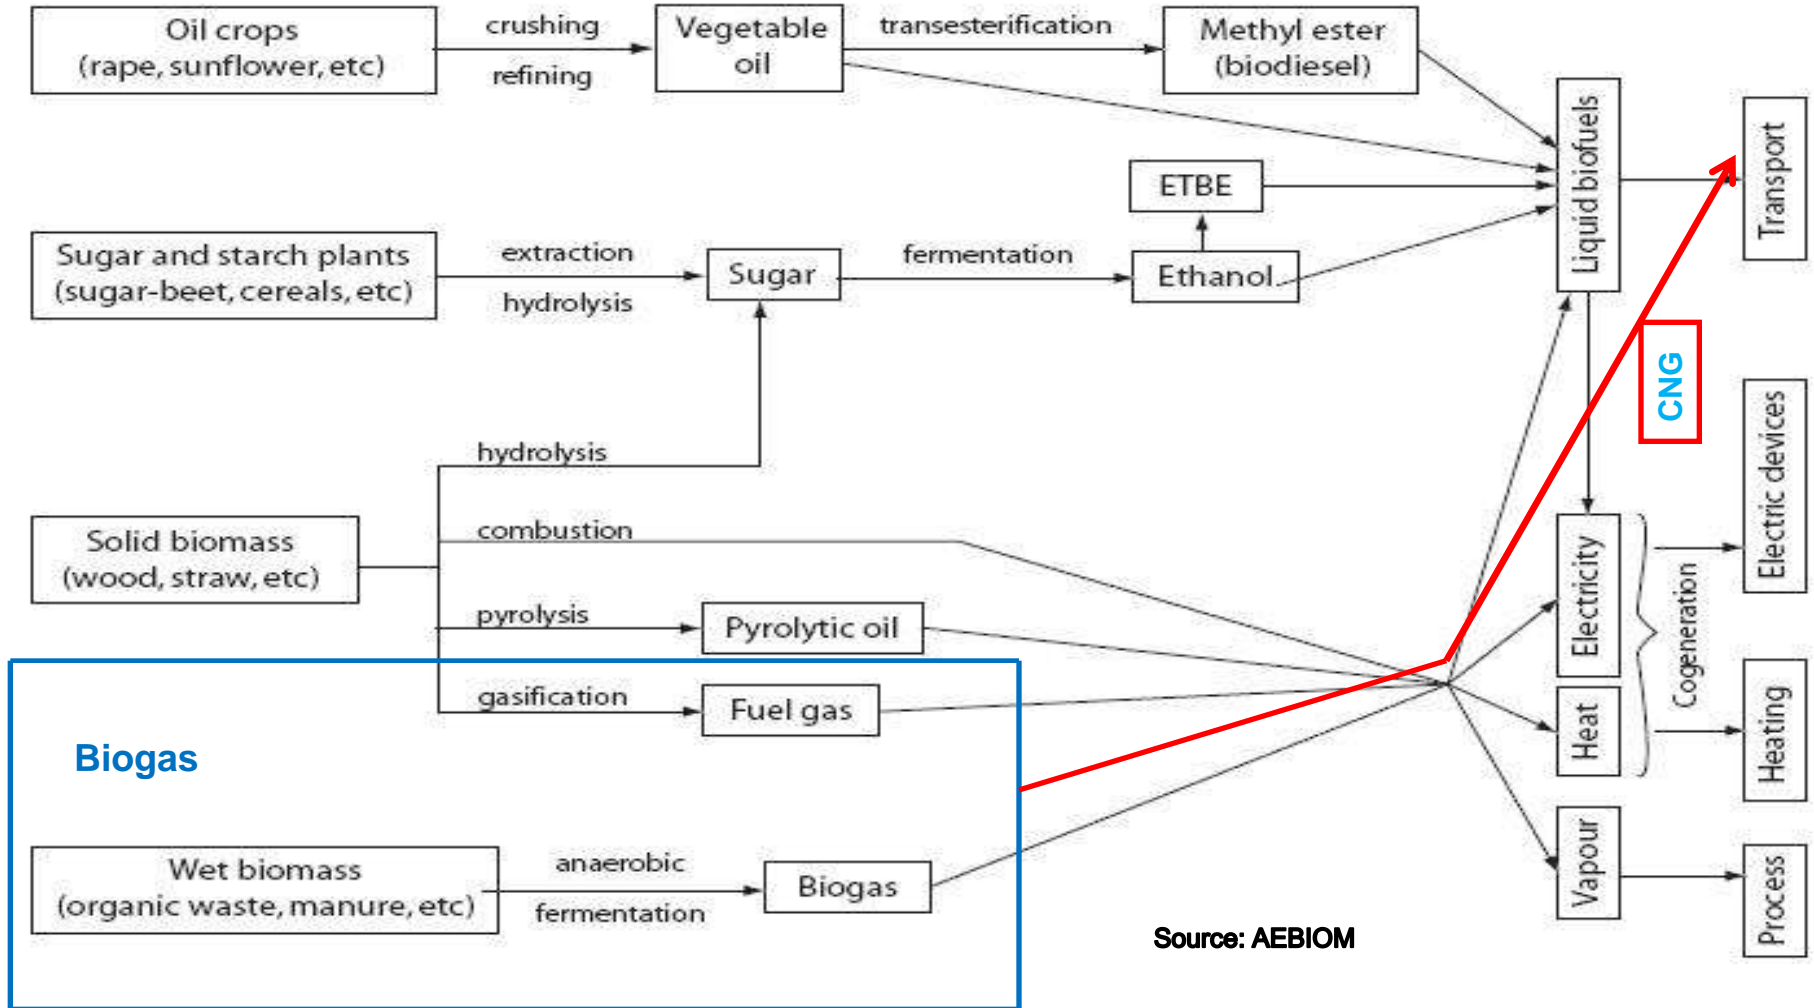 Oil crops
(rape, sunflower, etc)
crushing
refining
Vegetable
oil
transesterification
Methyl ester
(biodiesel)
Liquid biofuels
Transport
ETBE
Sugar and starch plants
(sugar-beet, cereals, etc)
extraction
hydrolysis
Sugar
fermentation
Ethanol
CNG
hydrolysis
Solid biomass
(wood, straw, etc)
combustion
pyrolysis
Pyrolytic oil
gasification
Fuel gas
Electricity
Heat
Cogeneration
Electric devices
Heating
Biogas
Wet biomass
(organic waste, manure, etc)
anaerobic
fermentation
Biogas
Vapour
Process
Source: AEBIOM